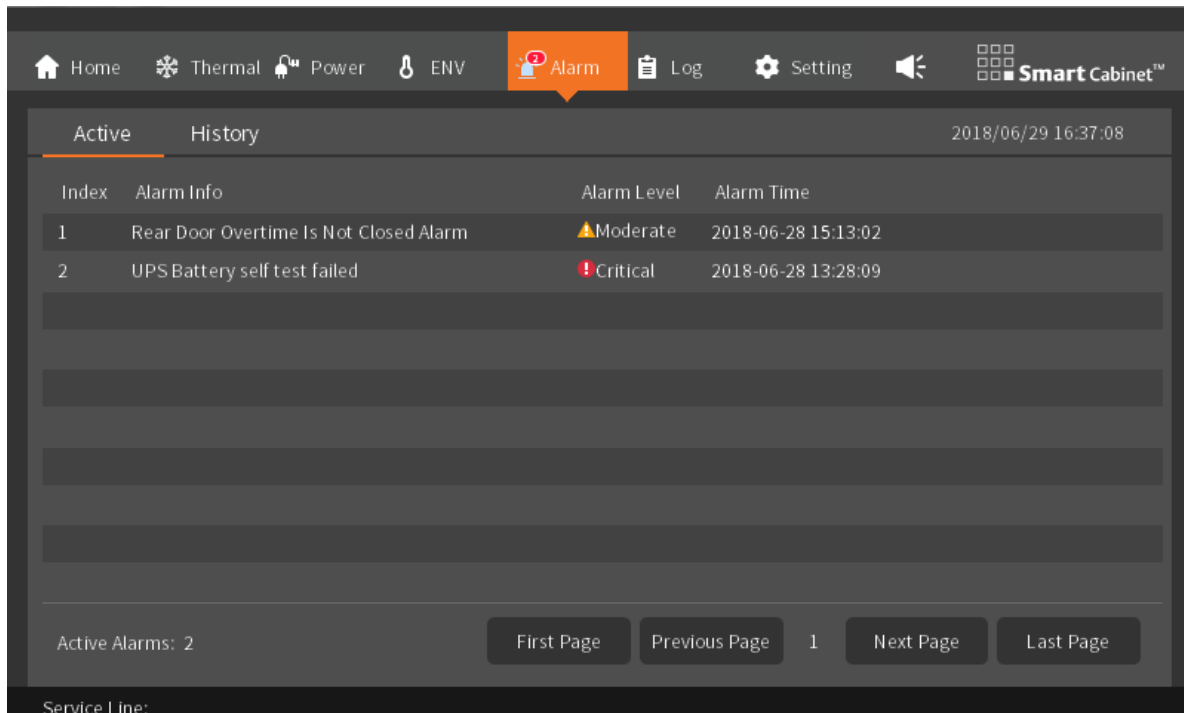 Home Thermal Power ENV 2 Alarm Log Setting Smart Cabinet™
Active History 2018/06/29 16:37:08
Index Alarm Info Alarm Level Alarm Time
1 Rear Door Overtime Is Not Closed Alarm Moderate 2018-06-28 15:13:02
2 UPS Battery self test failed Critical 2018-06-28 13:28:09
Active Alarms: 2 First Page Previous Page 1 Next Page Last Page
Service Line: